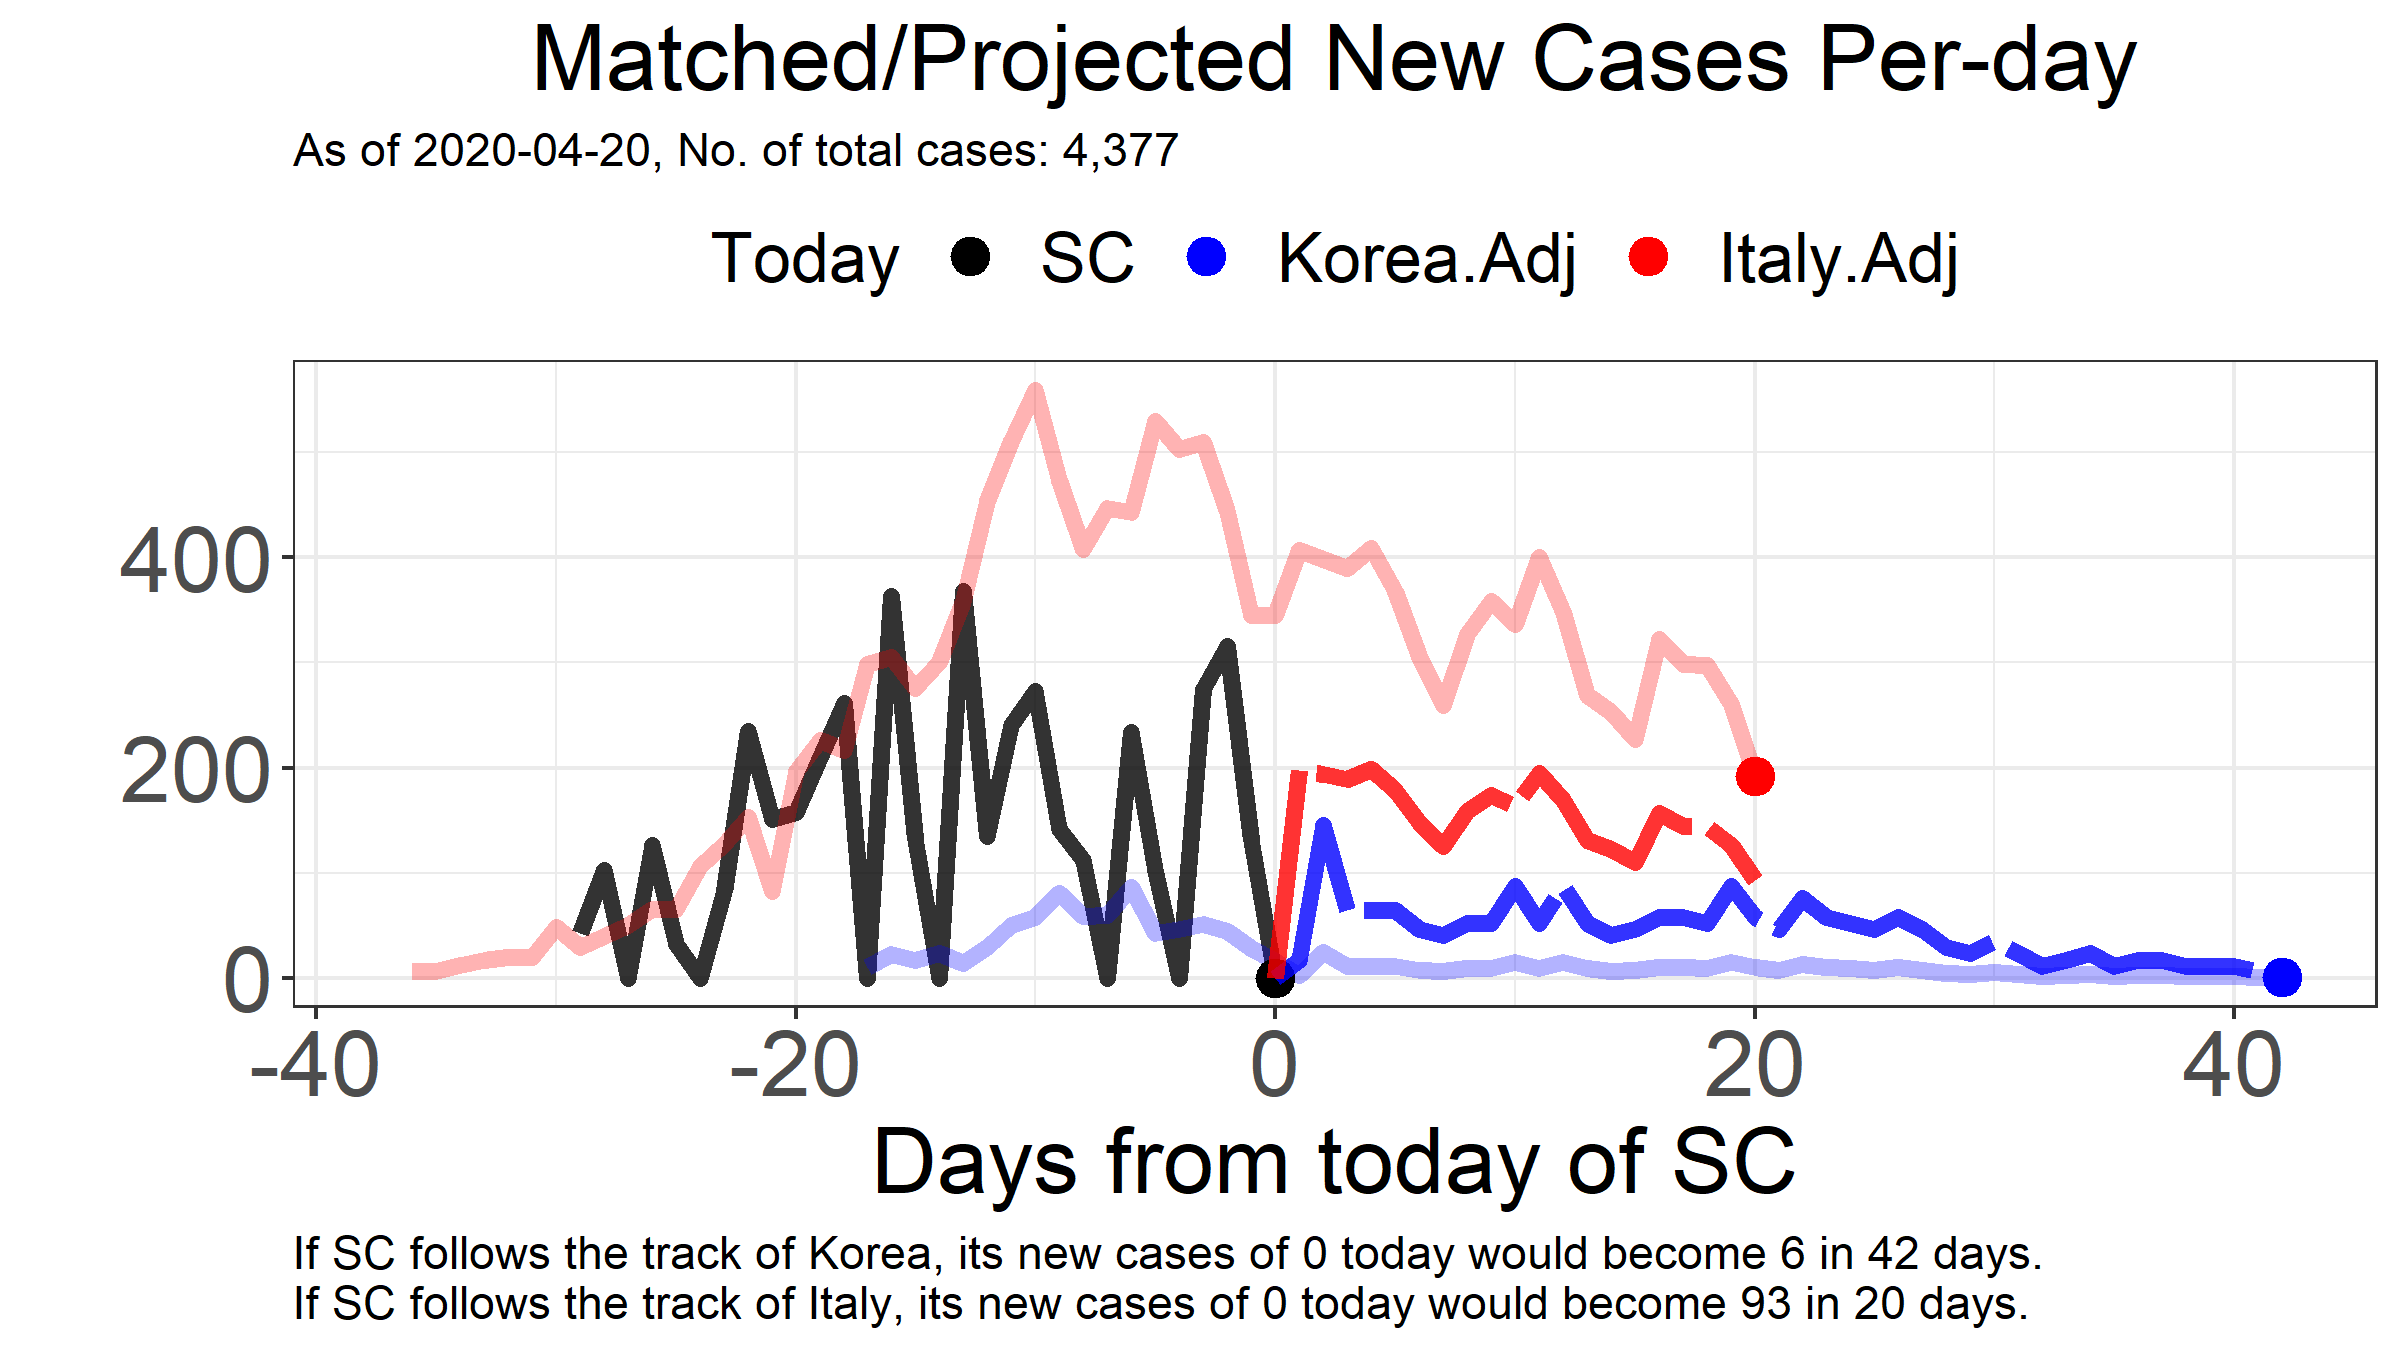 Matched/Projected New Cases Per-day
As of 2020-04-20, No. of total cases: 4,377
Today SC Korea.Adj Italy.Adj
400
200
0
-40 -20 0 20 40
Days from today of SC
If SC follows the track of Korea, its new cases of 0 today would become 6 in 42 days.
If SC follows the track of Italy, its new cases of 0 today would become 93 in 20 days.